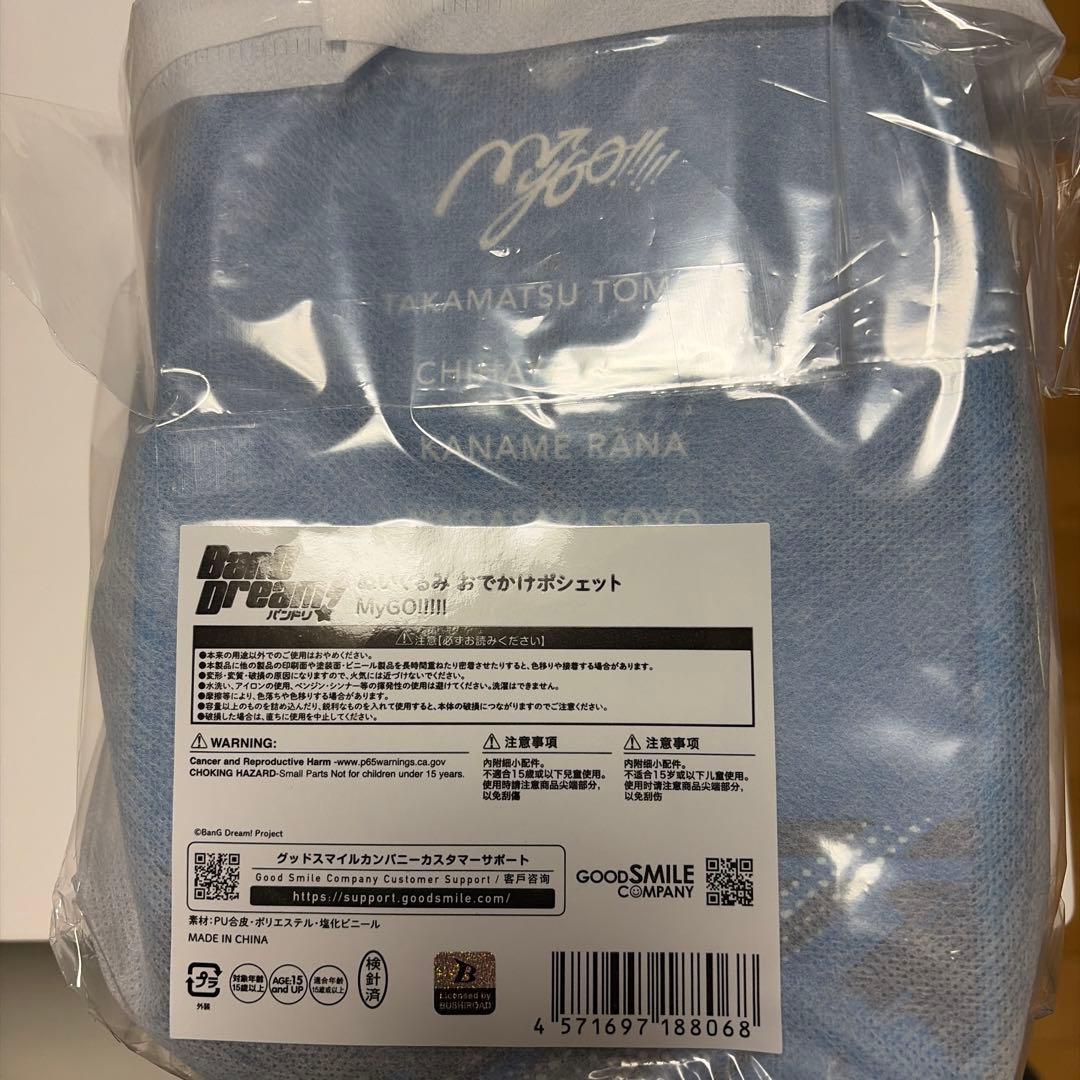 MyGO!!!!!
TAKAMATSU
KANAME RĀNA
NAGASAKI SOYO
BanG Dream!
バンドリ
ぬいぐるみ おでかけポシェット
MyGO!!!!!
注意【必ずお読みください】
●本来の用途以外でのご使用はおやめください。
●本製品に他の製品の印刷面や塗装面・ビニール製品を長時間重ねたり密着させたりすると、色移りや接着する場合があります。
●変形・変質・破損の原因になりますので、火気には近づけないでください。
●水洗い、アイロンの使用、ベンジン・シンナー等の揮発性の使用は避けてください。洗濯はできません。
●摩擦等により、色落ちや色移りする場合があります。
●容量以上のものを詰め込んだり、鋭利なものを入れて使用すると、本体の破損につながりますのでご注意ください。
●破損した場合は、直ちに使用を中止してください。
WARNING:
Cancer and Reproductive Harm -www.p65warnings.ca.gov
CHOKING HAZARD-Small Parts Not for children under 15 years.
注意事項
內附細小配件。
不適合15歲或以下兒童使用。
使用時請注意商品尖端部分，
以免刮傷
注意事项
内附细小配件。
不适合15岁或以下儿童使用。
使用时请注意商品尖端部分，
以免刮伤
©BanG Dream! Project
グッドスマイルカンパニーカスタマーサポート
Good Smile Company Customer Support / 客戶咨询
https://support.goodsmile.com/
GOODSMILE
COMPANY
素材：PU合皮・ポリエステル・塩化ビニール
MADE IN CHINA
プラ
外装
対象年齢
15歳以上
AGE:15
and UP
適合年齡
15歲或以上
検針済
Licensed by
BUSHIROAD
4 571697 188068